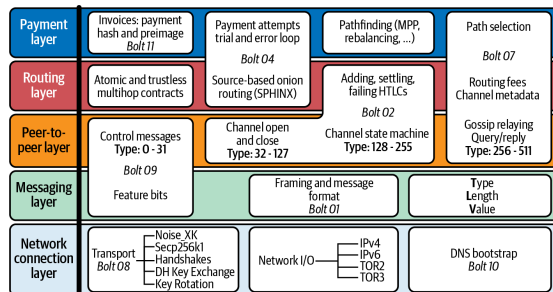 Payment
layer
Invoices: payment
hash and preimage
Bolt 11
Payment attempts
trial and error loop
Bolt 04
Source-based onion
routing (SPHINX)
Pathfinding (MPP,
rebalancing, ...)
Path selection
Bolt 07
Routing fees
Channel metadata
Gossip relaying
Query/reply
Type: 256 - 511
Routing
layer
Atomic and trustless
multihop contracts
Adding, settling,
failing HTLCs
Bolt 02
Channel state machine
Type: 128 - 255
Peer-to-
peer layer
Control messages
Type: 0 - 31
Bolt 09
Feature bits
Channel open
and close
Type: 32 - 127
Messaging
layer
Framing and message
format
Bolt 01
Type
Length
Value
Network
connection
layer
Transport
Bolt 08
Noise_XK
Secp256k1
Handshakes
DH Key Exchange
Key Rotation
Network I/O
IPv4
IPv6
TOR2
TOR3
DNS bootstrap
Bolt 10